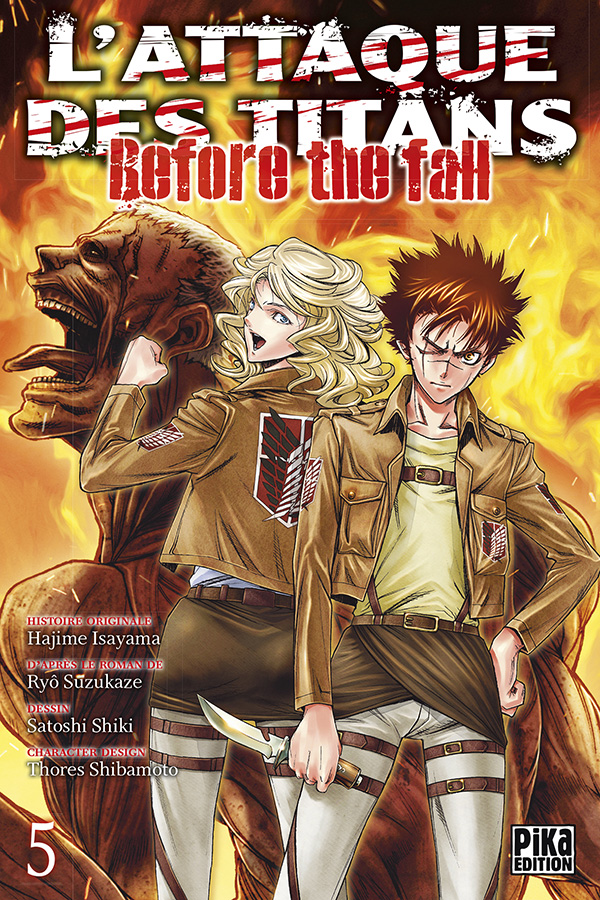 L'ATTAQUE
DES TITANS
Before the fall
HISTOIRE ORIGINALE
Hajime Isayama
D'APRÈS LE ROMAN DE
Ryô Suzukaze
DESSIN
Satoshi Shiki
CHARACTER DESIGN
Thores Shibamoto
5
PiKA
EDITION